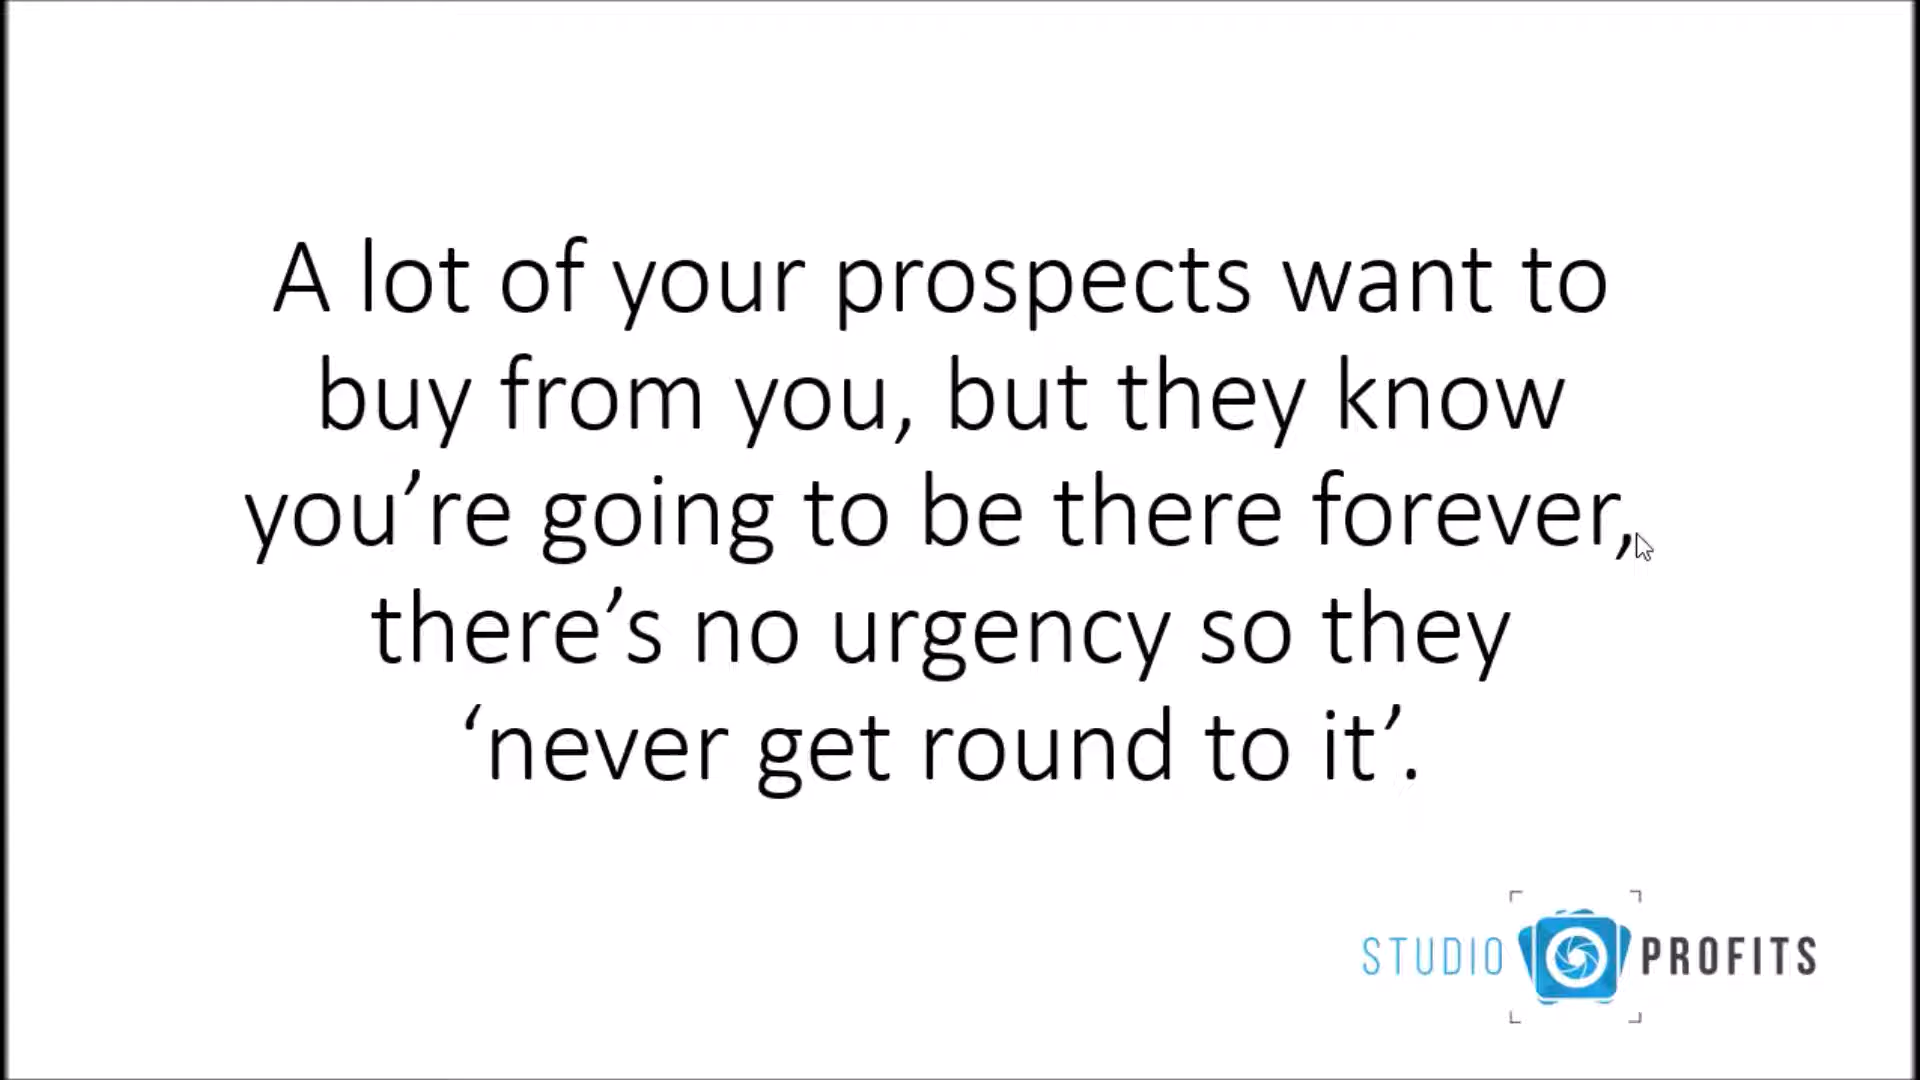 A lot of your prospects want to
buy from you, but they know
you’re going to be there forever,
there’s no urgency so they
‘never get round to it’.
STUDIO PROFITS